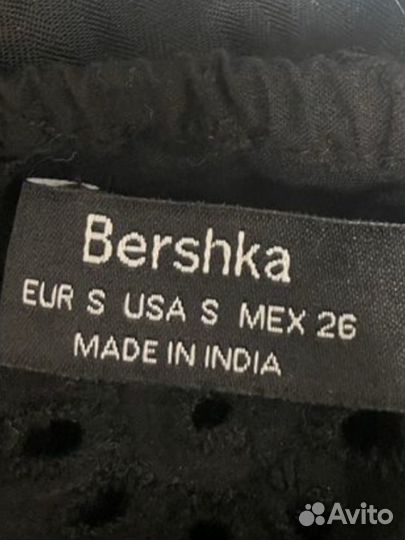 Bershka
EUR S USA S MEX 26
MADE IN INDIA
Avito